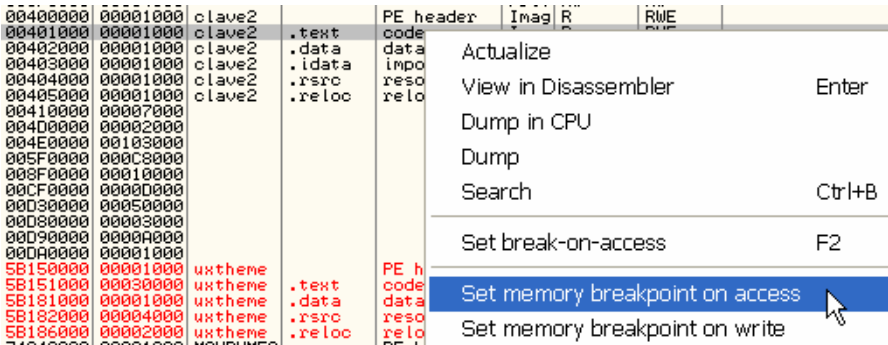 00400000 00001000 clave2 PE header Imag R RWE
00401000 00001000 clave2 .text code
00402000 00001000 clave2 .data data
00403000 00001000 clave2 .idata impo
00404000 00001000 clave2 .rsrc reso
00405000 00001000 clave2 .reloc relo
00410000 00007000
004D0000 00002000
004E0000 00103000
005F0000 000C8000
008F0000 00010000
00CF0000 0000D000
00D30000 00050000
00D80000 00003000
00D90000 0000A000
00DA0000 00001000
5B150000 00001000 uxtheme PE h
5B151000 00030000 uxtheme .text code
5B181000 00001000 uxtheme .data data
5B182000 00004000 uxtheme .rsrc reso
5B186000 00002000 uxtheme .reloc relo
Actualize
View in Disassembler Enter
Dump in CPU
Dump
Search Ctrl+B
Set break-on-access F2
Set memory breakpoint on access
Set memory breakpoint on write